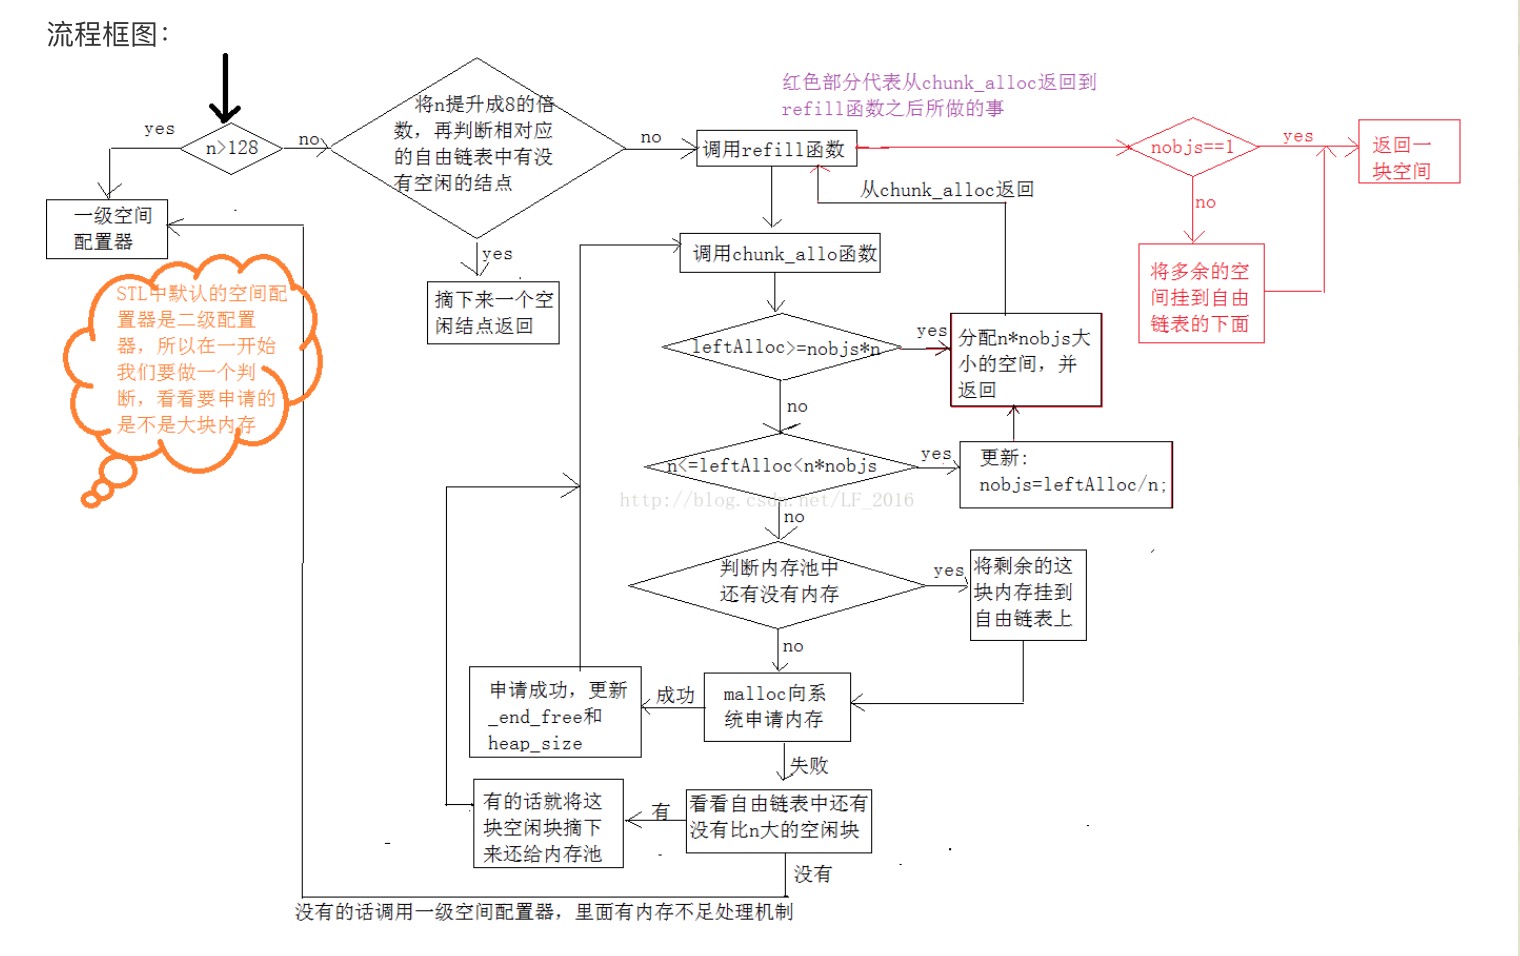 流程框图：
红色部分代表从chunk_alloc返回到
refill函数之后所做的事
yes
n>128
no
将n提升成8的倍
数，再判断相对应
的自由链表中有没
有空闲的结点
no
调用refill函数
nobjs==1
yes
返回一
块空间
从chunk_alloc返回
no
一级空间
配置器
yes
调用chunk_allo函数
将多余的空
间挂到自由
链表的下面
摘下来一个空
闲结点返回
STL中默认的空间配
置器是二级配置
器，所以在一开始
我们要做一个判
断，看看要申请的
是不是大块内存
leftAlloc>=nobjs*n
yes
分配n*nobjs大
小的空间，并
返回
no
n<=leftAlloc<n*nobjs
yes
更新:
nobjs=leftAlloc/n;
http://blog.csdn.net/LF_2016
no
判断内存池中
还有没有内存
yes
将剩余的这
块内存挂到
自由链表上
no
申请成功，更新
_end_free和
heap_size
成功
malloc向系
统申请内存
失败
有的话就将这
块空闲块摘下
来还给内存池
有
看看自由链表中还有
没有比n大的空闲块
没有
没有的话调用一级空间配置器，里面有内存不足处理机制